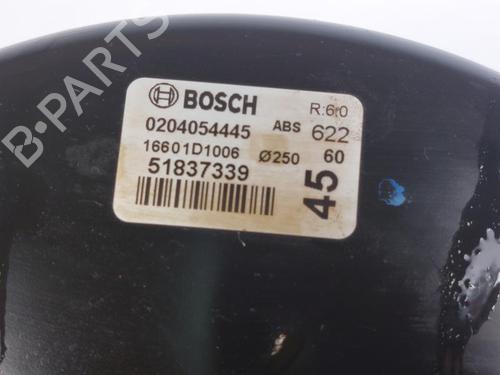 BOSCH R:6,0
0204054445 ABS 622
16601D1006 Ø250 60
51837339
45
B-PARTS